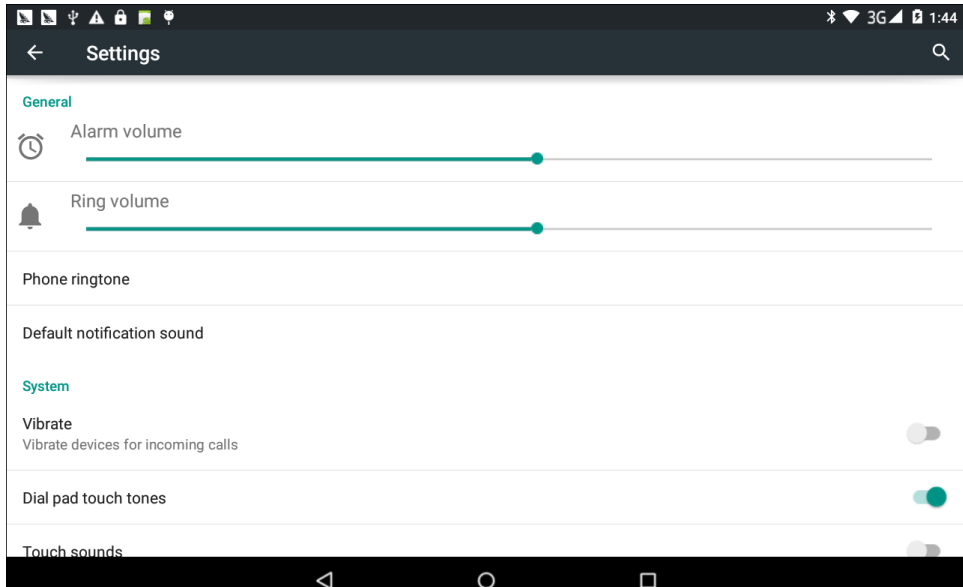 3G 1:44
Settings
General
Alarm volume
Ring volume
Phone ringtone
Default notification sound
System
Vibrate
Vibrate devices for incoming calls
Dial pad touch tones
Touch sounds